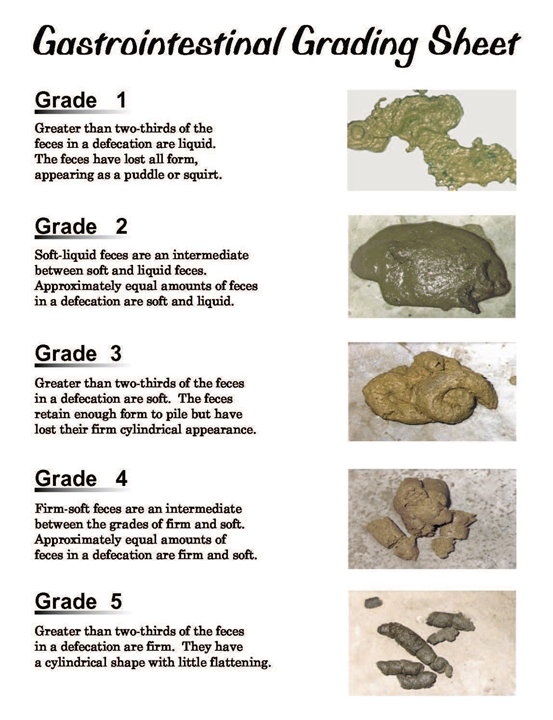 Gastrointestinal Grading Sheet
Grade 1
Greater than two-thirds of the
feces in a defecation are liquid.
The feces have lost all form,
appearing as a puddle or squirt.
Grade 2
Soft-liquid feces are an intermediate
between soft and liquid feces.
Approximately equal amounts of feces
in a defecation are soft and liquid.
Grade 3
Greater than two-thirds of the feces
in a defecation are soft. The feces
retain enough form to pile but have
lost their firm cylindrical appearance.
Grade 4
Firm-soft feces are an intermediate
between the grades of firm and soft.
Approximately equal amounts of
feces in a defecation are firm and soft.
Grade 5
Greater than two-thirds of the feces
in a defecation are firm. They have
a cylindrical shape with little flattening.